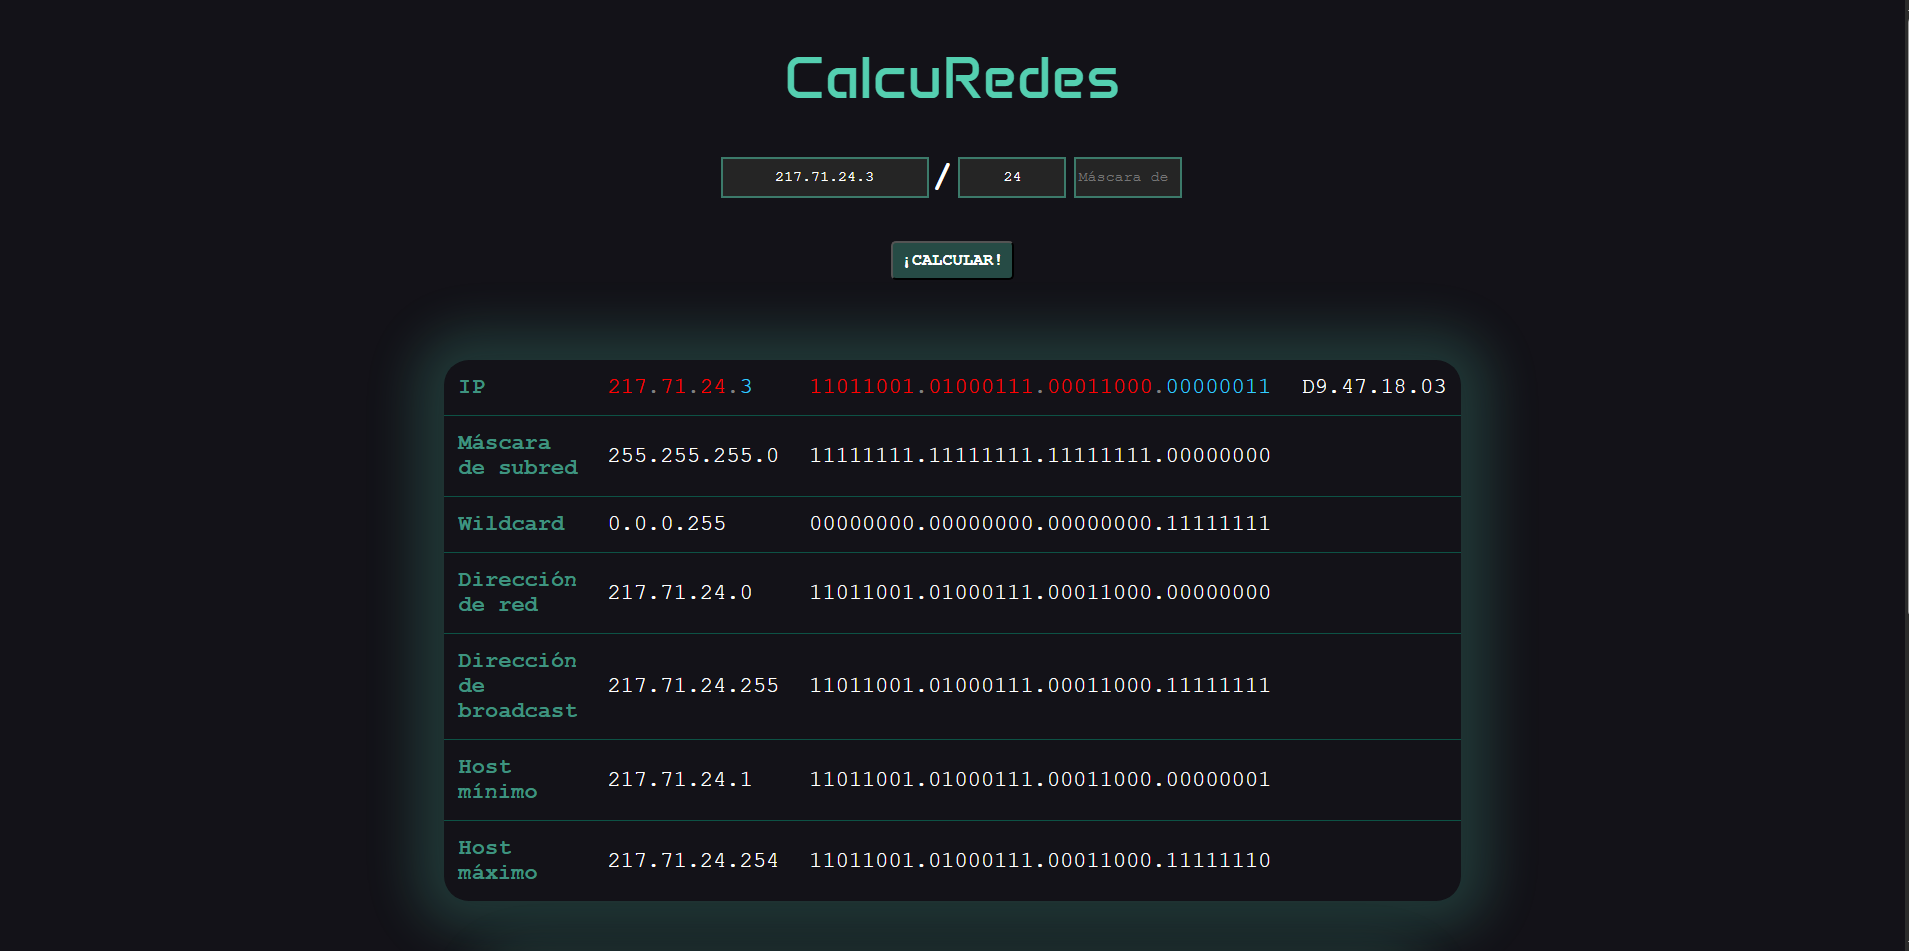 CalcuRedes
217.71.24.3 / 24 Máscara de
¡CALCULAR!
IP 217.71.24.3 11011001.01000111.00011000.00000011 D9.47.18.03
Máscara
de subred 255.255.255.0 11111111.11111111.11111111.00000000
Wildcard 0.0.0.255 00000000.00000000.00000000.11111111
Dirección
de red 217.71.24.0 11011001.01000111.00011000.00000000
Dirección
de
broadcast 217.71.24.255 11011001.01000111.00011000.11111111
Host
mínimo 217.71.24.1 11011001.01000111.00011000.00000001
Host
máximo 217.71.24.254 11011001.01000111.00011000.11111110